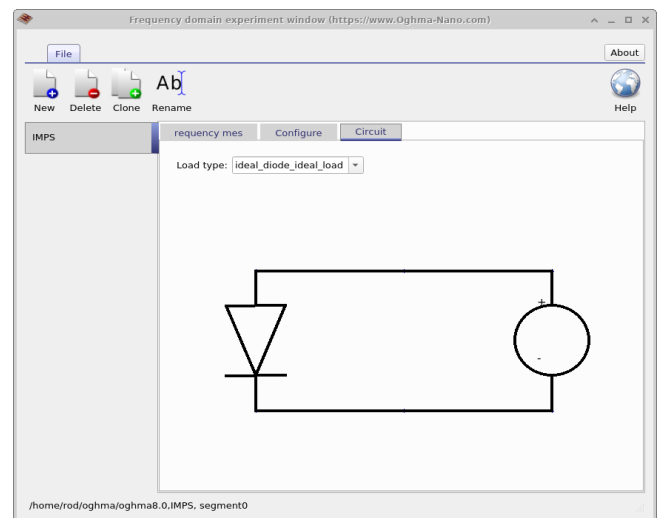 Frequency domain experiment window (https://www.Oghma-Nano.com)
File
About
Ab
New Delete Clone Rename
Help
IMPS
requency mes Configure Circuit
Load type: ideal_diode_ideal_load
+
-
/home/rod/oghma/oghma8.0,IMPS, segment0